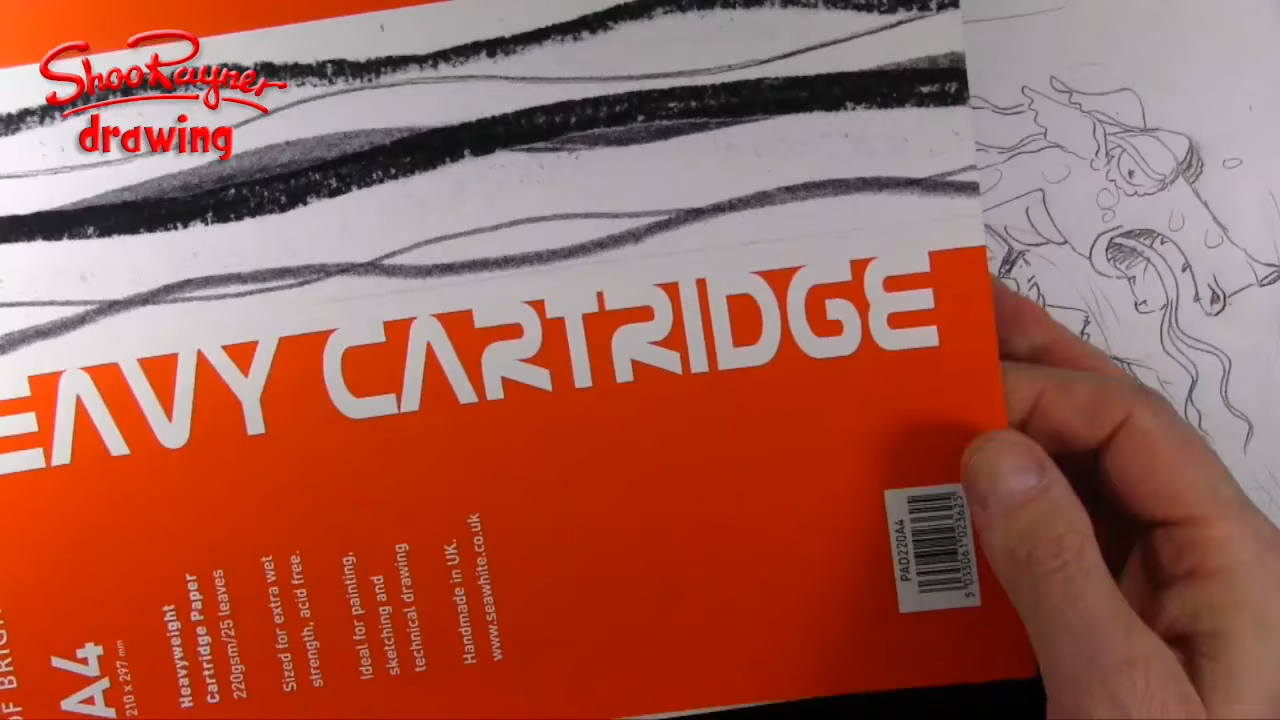 ShooRayner
drawing
EAVY CARTRIDGE
OF BRIGH
A4
210 x 297 mm
Heavyweight
Cartridge Paper
220gsm/25 leaves
Sized for extra wet
strength, acid free.
Ideal for painting,
sketching and
technical drawing
Handmade in UK.
www.seawhite.co.uk
PAD220A4
5 035061 023625